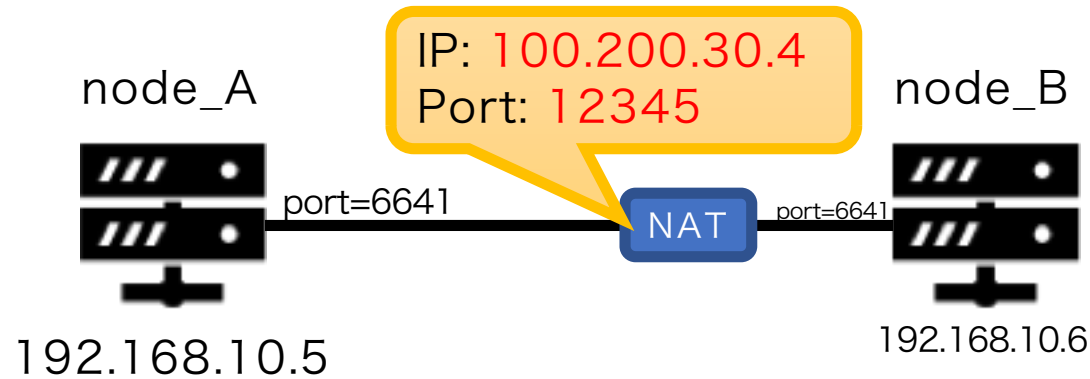 IP: 100.200.30.4
Port: 12345
node_A
node_B
port=6641
NAT
port=6641
192.168.10.5
192.168.10.6